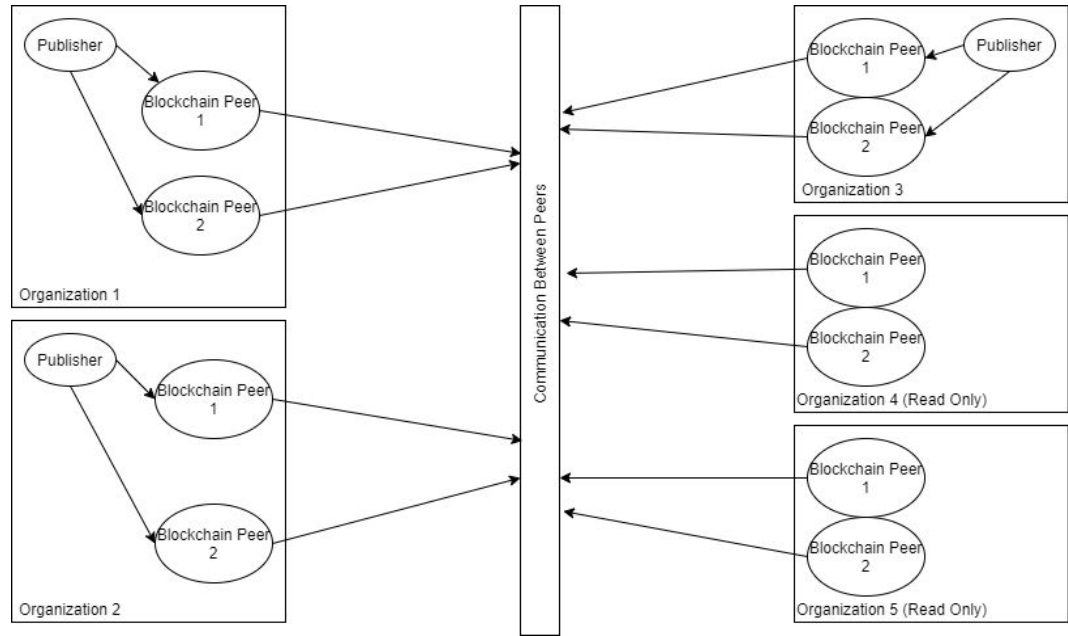 Publisher
Blockchain Peer
1
Blockchain Peer
2
Organization 1
Publisher
Blockchain Peer
1
Blockchain Peer
2
Organization 2
Communication Between Peers
Blockchain Peer
1
Publisher
Blockchain Peer
2
Organization 3
Blockchain Peer
1
Blockchain Peer
2
Organization 4 (Read Only)
Blockchain Peer
1
Blockchain Peer
2
Organization 5 (Read Only)